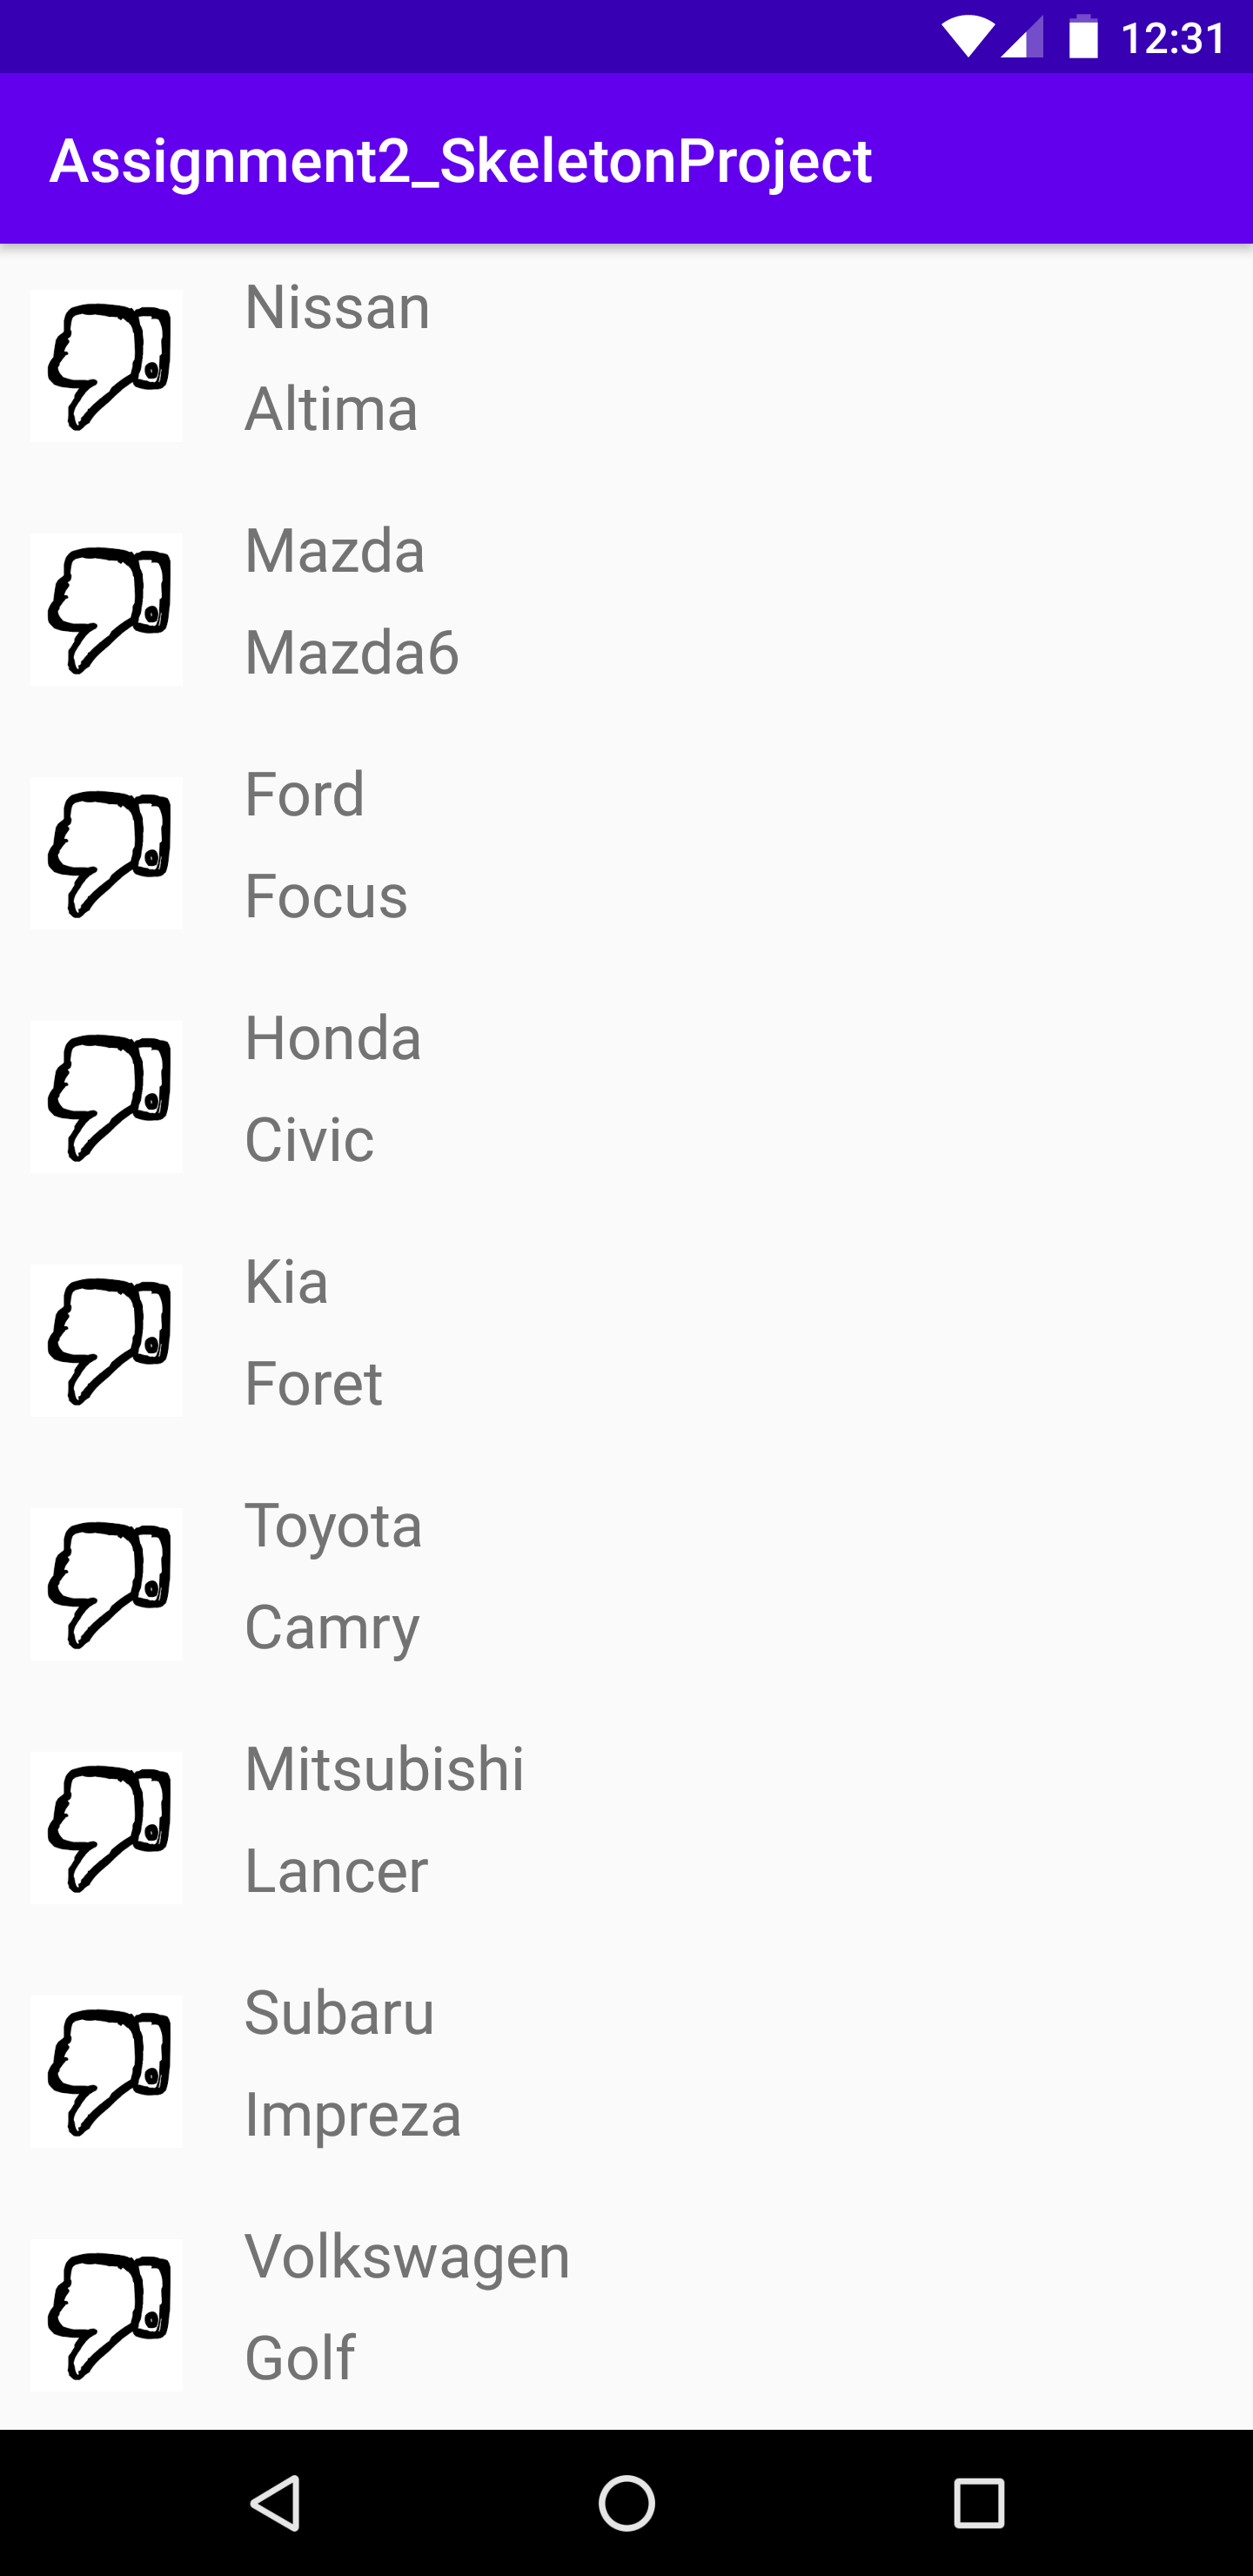 12:31
Assignment2_SkeletonProject
Nissan
Altima
Mazda
Mazda6
Ford
Focus
Honda
Civic
Kia
Foret
Toyota
Camry
Mitsubishi
Lancer
Subaru
Impreza
Volkswagen
Golf